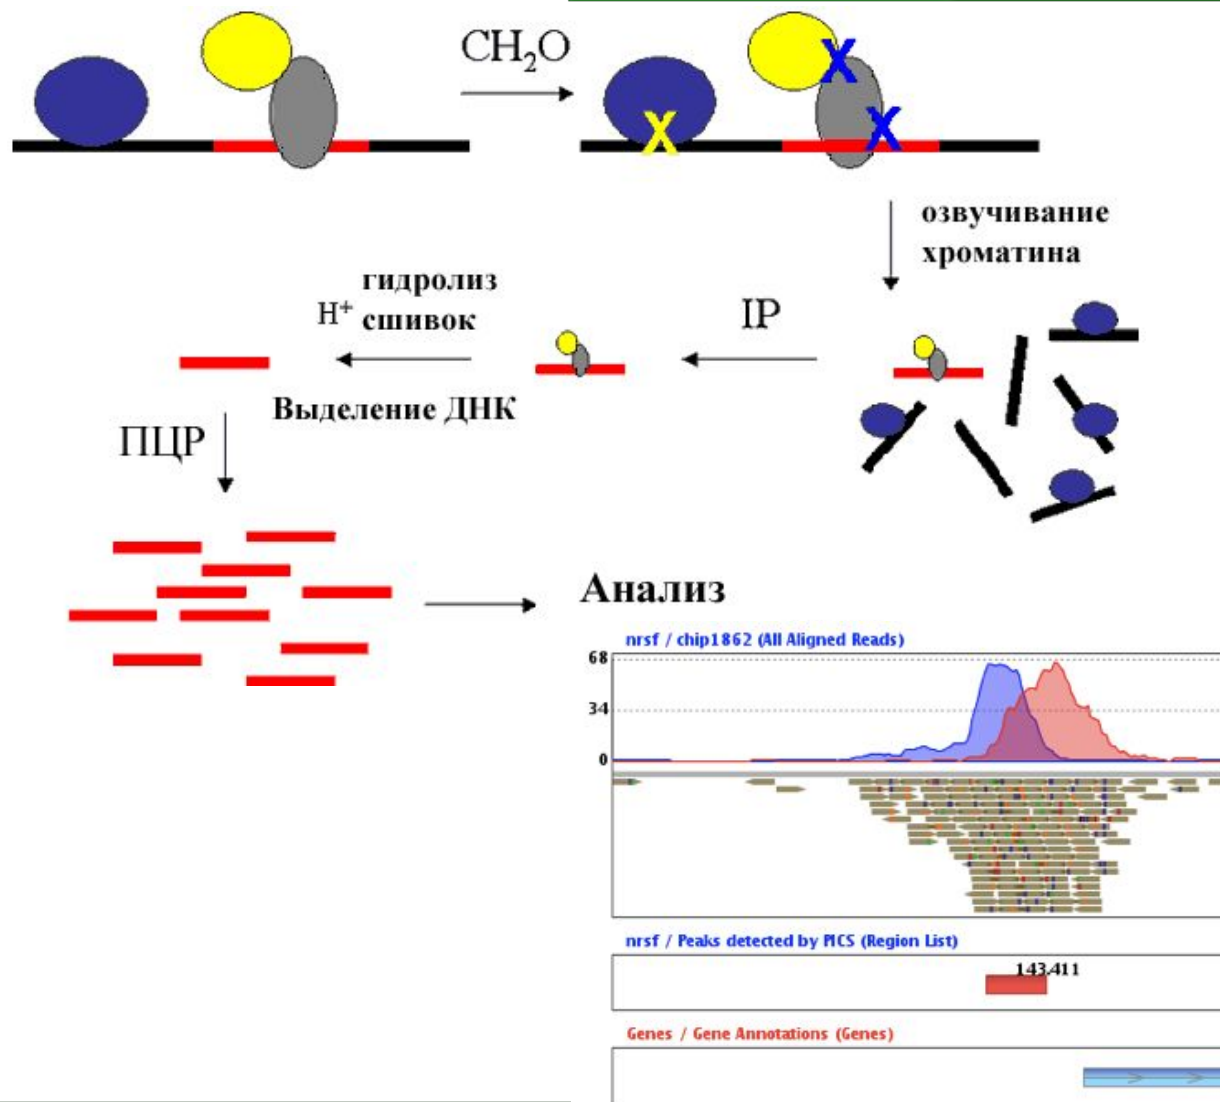 CH₂O
озвучивание
хроматина
IP
гидролиз
H⁺ сшивок
Выделение ДНК
ПЦР
Анализ
nrsf / chip1862 (All Aligned Reads)
68
34
0
nrsf / Peaks detected by PICS (Region List)
143.411
Genes / Gene Annotations (Genes)